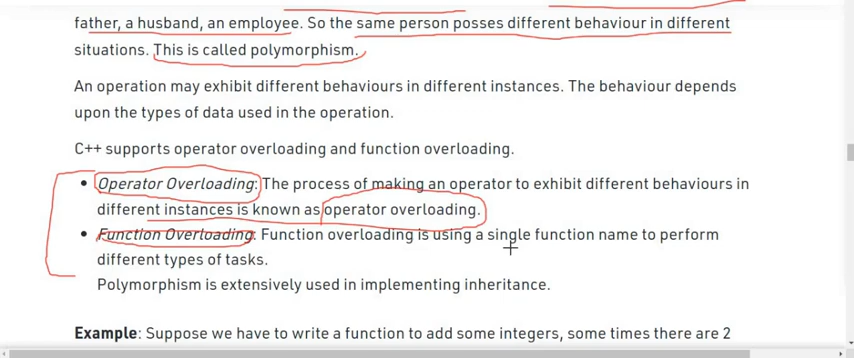 father, a husband, an employee. So the same person posses different behaviour in different
situations. This is called polymorphism.
An operation may exhibit different behaviours in different instances. The behaviour depends
upon the types of data used in the operation.
C++ supports operator overloading and function overloading.
• Operator Overloading: The process of making an operator to exhibit different behaviours in
different instances is known as operator overloading.
• Function Overloading: Function overloading is using a single function name to perform
different types of tasks.
Polymorphism is extensively used in implementing inheritance.
Example: Suppose we have to write a function to add some integers, some times there are 2